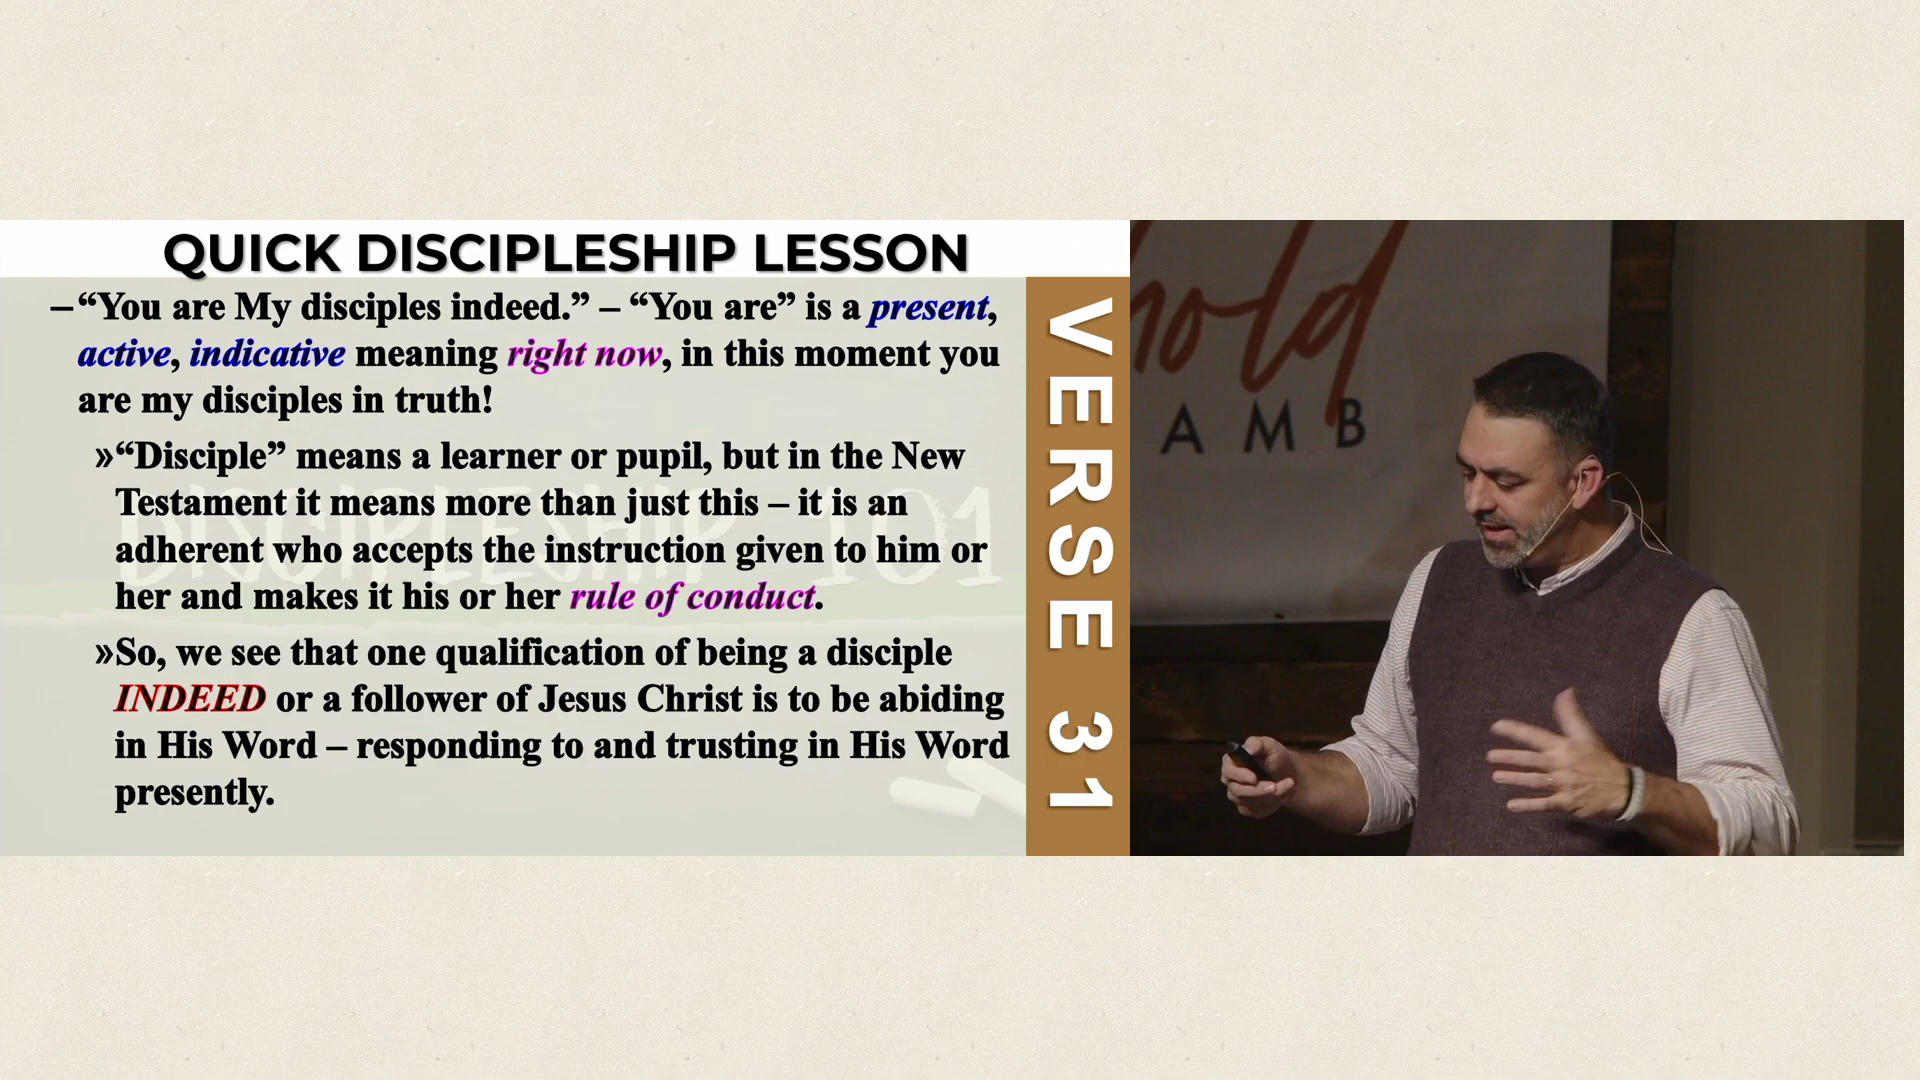 QUICK DISCIPLESHIP LESSON
–“You are My disciples indeed.” – “You are” is a present,
active, indicative meaning right now, in this moment you
are my disciples in truth!
»“Disciple” means a learner or pupil, but in the New
Testament it means more than just this – it is an
adherent who accepts the instruction given to him or
her and makes it his or her rule of conduct.
»So, we see that one qualification of being a disciple
INDEED or a follower of Jesus Christ is to be abiding
in His Word – responding to and trusting in His Word
presently.
DISCIPLESHIP 101
VERSE 31
hold
AMB